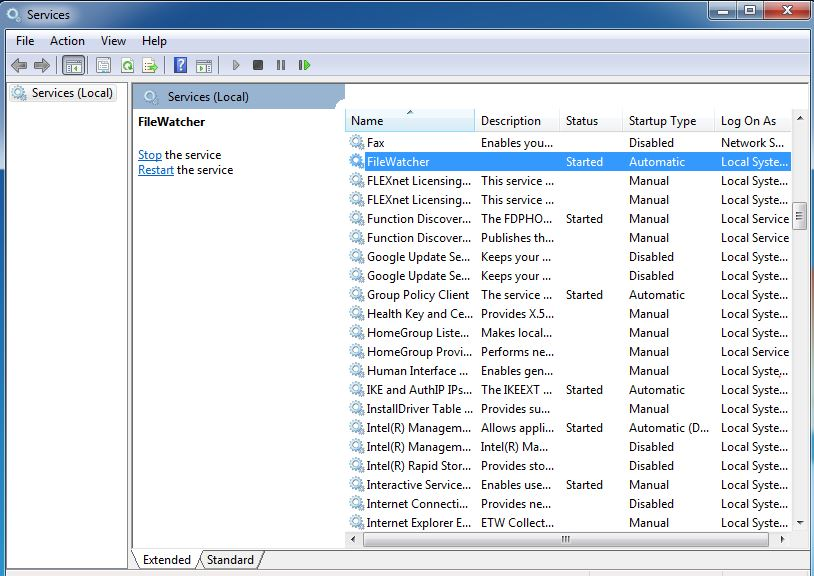 Services
File Action View Help
Services (Local)
Services (Local)
FileWatcher
Stop the service
Restart the service
Name Description Status Startup Type Log On As
Fax Enables you... Disabled Network S...
FileWatcher Started Automatic Local Syste...
FLEXnet Licensing... This service ... Manual Local Syste...
FLEXnet Licensing... This service ... Manual Local Syste...
Function Discover... The FDPHO... Started Manual Local Service
Function Discover... Publishes th... Manual Local Service
Google Update Se... Keeps your ... Disabled Local Syste...
Google Update Se... Keeps your ... Disabled Local Syste...
Group Policy Client The service ... Started Automatic Local Syste...
Health Key and Ce... Provides X.5... Manual Local Syste...
HomeGroup Liste... Makes local... Manual Local Syste...
HomeGroup Provi... Performs ne... Manual Local Service
Human Interface ... Enables gen... Manual Local Syste...
IKE and AuthIP IPs... The IKEEXT ... Started Automatic Local Syste...
InstallDriver Table ... Provides su... Manual Local Syste...
Intel(R) Managem... Allows appli... Started Automatic (D... Local Syste...
Intel(R) Managem... Intel(R) Ma... Disabled Local Syste...
Intel(R) Rapid Stor... Provides sto... Disabled Local Syste...
Interactive Service... Enables use... Started Manual Local Syste...
Internet Connecti... Provides ne... Disabled Local Syste...
Internet Explorer E... ETW Collect... Manual Local Syste...
Extended Standard